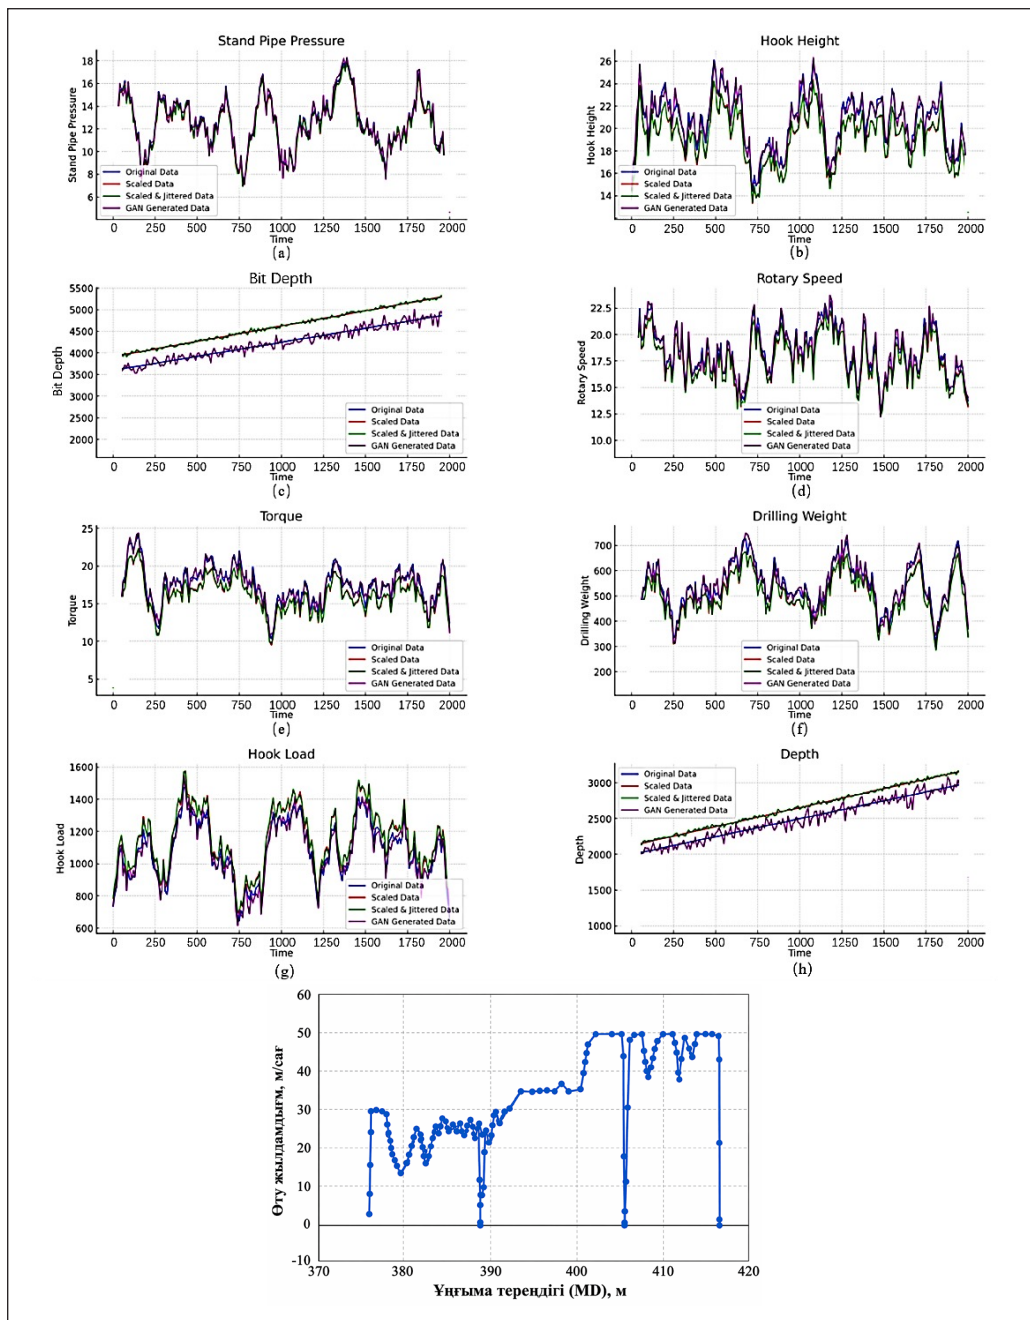 Stand Pipe Pressure
Stand Pipe Pressure
18
16
14
12
10
8
6
Original Data
Scaled Data
Scaled & Jittered Data
GAN Generated Data
0 250 500 750 1000 1250 1500 1750 2000
Time
(a)
Hook Height
Hook Height
26
24
22
20
18
16
14
Original Data
Scaled Data
Scaled & Jittered Data
GAN Generated Data
0 250 500 750 1000 1250 1500 1750 2000
Time
(b)
Bit Depth
Bit Depth
5500
5000
4500
4000
3500
3000
2500
2000
Original Data
Scaled Data
Scaled & Jittered Data
GAN Generated Data
0 250 500 750 1000 1250 1500 1750 2000
Time
(c)
Rotary Speed
Rotary Speed
22.5
20.0
17.5
15.0
12.5
10.0
Original Data
Scaled Data
Scaled & Jittered Data
GAN Generated Data
0 250 500 750 1000 1250 1500 1750 2000
Time
(d)
Torque
Torque
25
20
15
10
5
Original Data
Scaled Data
Scaled & Jittered Data
GAN Generated Data
0 250 500 750 1000 1250 1500 1750 2000
Time
(e)
Drilling Weight
Drilling Weight
700
600
500
400
300
200
Original Data
Scaled Data
Scaled & Jittered Data
GAN Generated Data
0 250 500 750 1000 1250 1500 1750 2000
Time
(f)
Hook Load
Hook Load
1600
1400
1200
1000
800
600
Original Data
Scaled Data
Scaled & Jittered Data
GAN Generated Data
0 250 500 750 1000 1250 1500 1750 2000
Time
(g)
Depth
Depth
3000
2500
2000
1500
1000
Original Data
Scaled Data
Scaled & Jittered Data
GAN Generated Data
0 250 500 750 1000 1250 1500 1750 2000
Time
(h)
Өту жылдамдығм, м/сағ
60
50
40
30
20
10
0
-10
370 380 390 400 410 420
Ұңғыма тереңдігі (MD), м